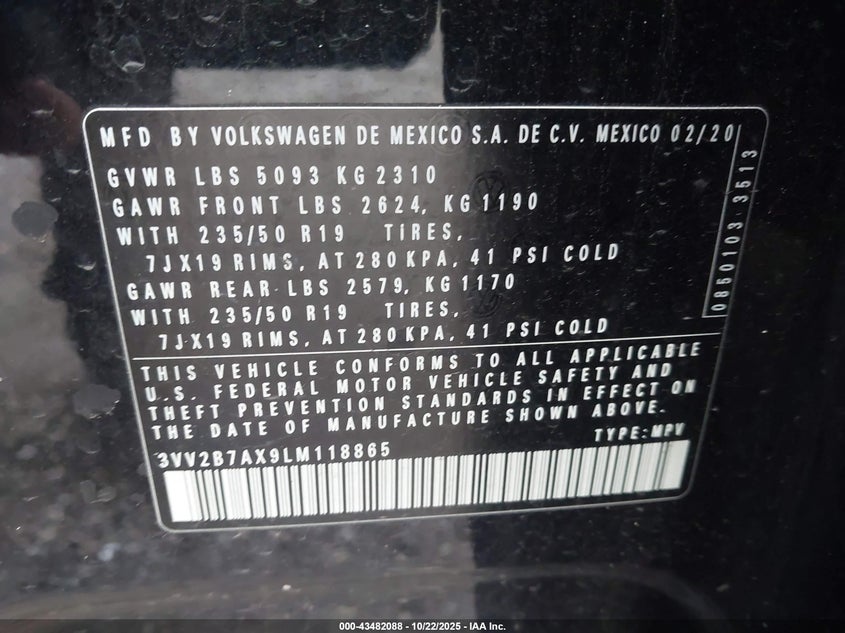 MFD BY VOLKSWAGEN DE MEXICO S.A. DE C.V. MEXICO 02/20
GVWR LBS 5093 KG 2310
GAWR FRONT LBS 2624, KG 1190
WITH 235/50 R19 TIRES,
7JX19 RIMS, AT 280 KPA, 41 PSI COLD
GAWR REAR LBS 2579, KG 1170
WITH 235/50 R19 TIRES,
7JX19 RIMS, AT 280 KPA, 41 PSI COLD
0850103 3513
THIS VEHICLE CONFORMS TO ALL APPLICABLE
U.S. FEDERAL MOTOR VEHICLE SAFETY AND
THEFT PREVENTION STANDARDS IN EFFECT ON
THE DATE OF MANUFACTURE SHOWN ABOVE.
TYPE:MPV
3VV2B7AX9LM118865
000-43482088 - 10/22/2025 - IAA Inc.